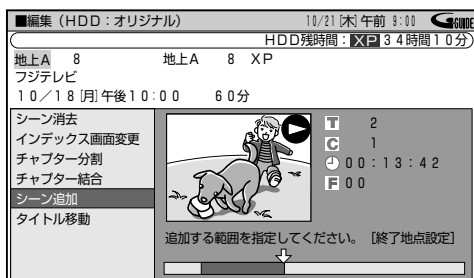 ■編集（HDD：オリジナル） 10/21[木]午前 9:00 G-GUIDE
HDD残時間：XP34時間10分
地上A 8 地上A 8 XP
フジテレビ
10／18[月]午後10:00 60分
シーン消去
インデックス画面変更
チャプター分割
チャプター結合
シーン追加
タイトル移動
T 2
C 1
00:13:42
F 00
追加する範囲を指定してください。［終了地点設定］